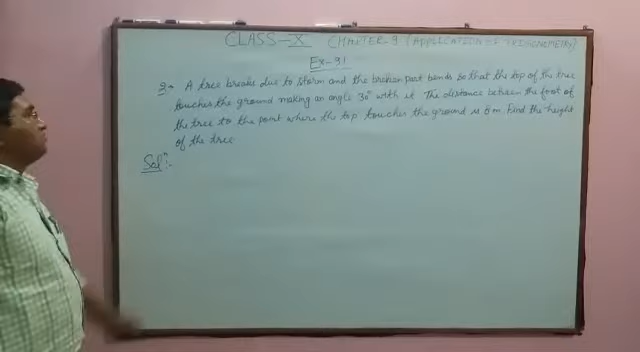 CLASS-X CHAPTER-9 (APPLICATION OF TRIGONOMETRY)
Ex-9.1
2→ A tree breaks due to storm and the broken part bends so that the top of the tree
touches the ground making an angle 30° with it. The distance between the foot of
the tree to the point where the top touches the ground is 8 m. Find the height
of the tree
Solⁿ:-